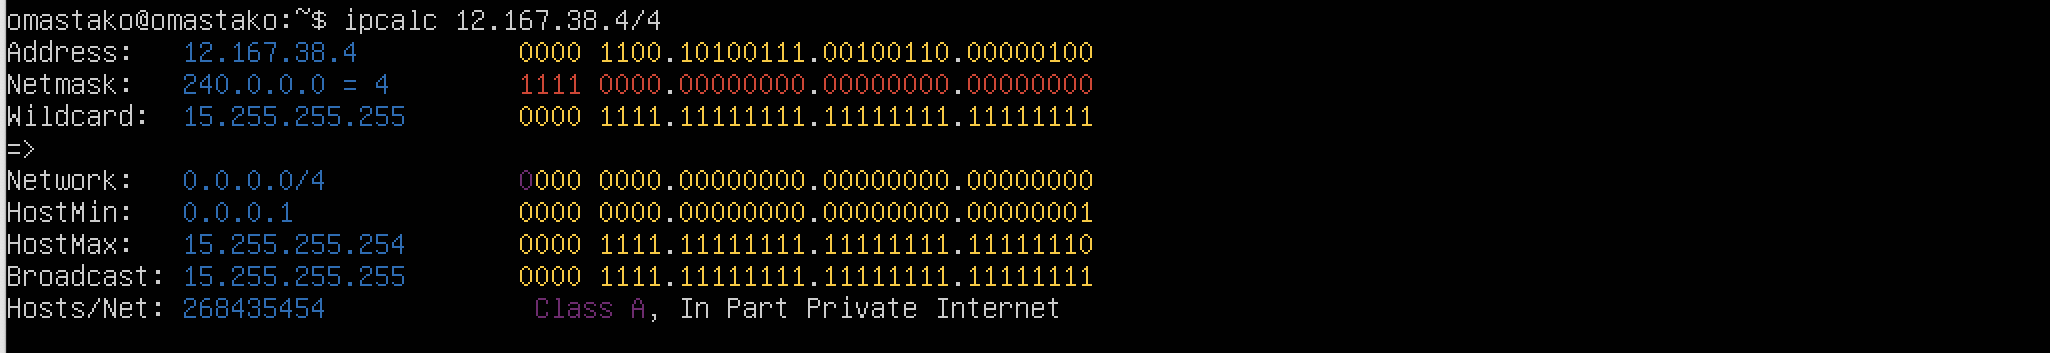 omastako@omastako:~$ ipcalc 12.167.38.4/4
Address:   12.167.38.4          0000 1100.10100111.00100110.00000100
Netmask:   240.0.0.0 = 4        1111 0000.00000000.00000000.00000000
Wildcard:  15.255.255.255       0000 1111.11111111.11111111.11111111
=>
Network:   0.0.0.0/4            0000 0000.00000000.00000000.00000000
HostMin:   0.0.0.1              0000 0000.00000000.00000000.00000001
HostMax:   15.255.255.254       0000 1111.11111111.11111111.11111110
Broadcast: 15.255.255.255       0000 1111.11111111.11111111.11111111
Hosts/Net: 268435454             Class A, In Part Private Internet